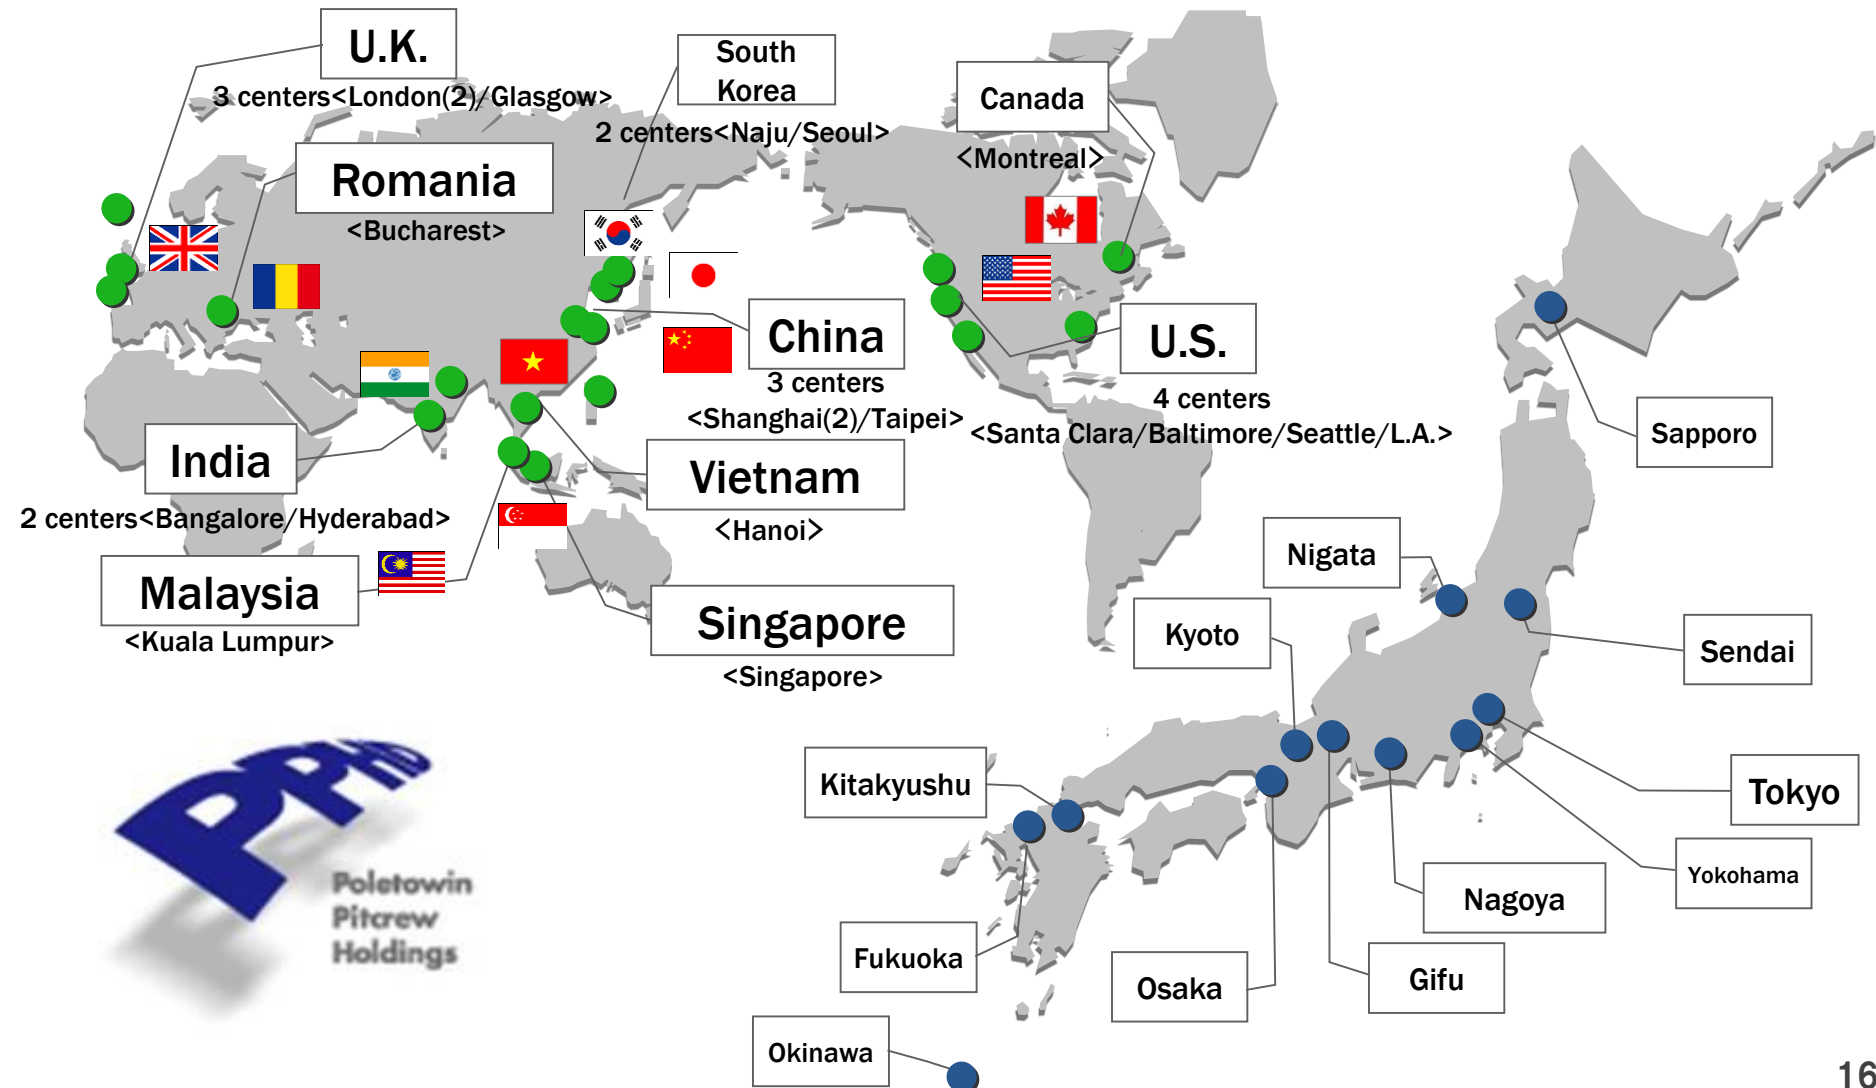 U.K.
3 centers<London(2)/Glasgow>
South
Korea
2 centers<Naju/Seoul>
Canada
<Montreal>
Romania
<Bucharest>
China
3 centers
<Shanghai(2)/Taipei>
U.S.
4 centers
<Santa Clara/Baltimore/Seattle/L.A.>
India
2 centers<Bangalore/Hyderabad>
Vietnam
<Hanoi>
Malaysia
<Kuala Lumpur>
Singapore
<Singapore>
Sapporo
Nigata
Kyoto
Sendai
Kitakyushu
Tokyo
Yokohama
Nagoya
Fukuoka
Gifu
Osaka
Okinawa
PPHD
Poletowin
Pitcrew
Holdings
16